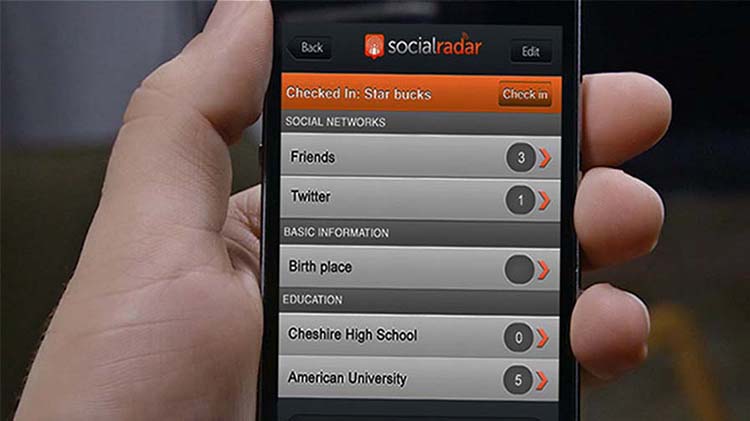 Back
socialradar
Edit
Checked In: Star bucks
Check in
SOCIAL NETWORKS
Friends 3
Twitter 1
BASIC INFORMATION
Birth place
EDUCATION
Cheshire High School 0
American University 5